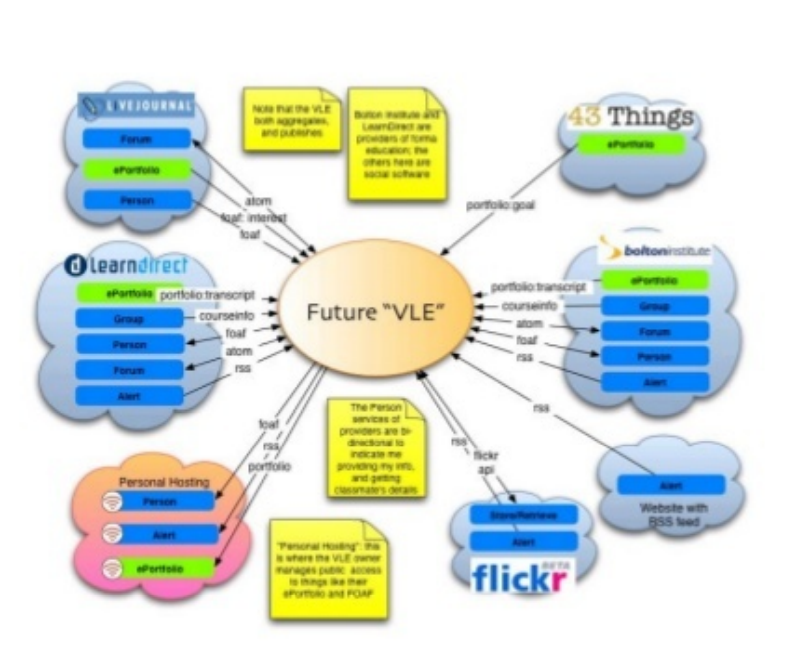 LIVEJOURNAL
Forum
ePortfolio
Person
Note that the VLE
both aggregates,
and publishes
Bolton Institute and
LearnDirect are
providers of forma
education; the
others here are
social software
43 Things
ePortfolio
atom
foaf: interest
foaf
portfolio:goal
learndirect
ePortfolio
Group
Person
Forum
Alert
portfolio:transcript
courseinfo
foaf
atom
rss
Future "VLE"
boltoninstitute
ePortfolio
Group
Forum
Person
Alert
portfolio:transcript
courseinfo
atom
foaf
rss
foaf
rss
portfolio
The Person
services of
providers are bi-
directional to
indicate me
providing my info,
and getting
classmate's details
rss
flickr
api
rss
Personal Hosting
Person
Alert
ePortfolio
"Personal Hosting": this
is where the VLE owner
manages public access
to things like their
ePortfolio and FOAF
Store/Retrieve
Alert
flickr
BETA
Alert
Website with
RSS feed